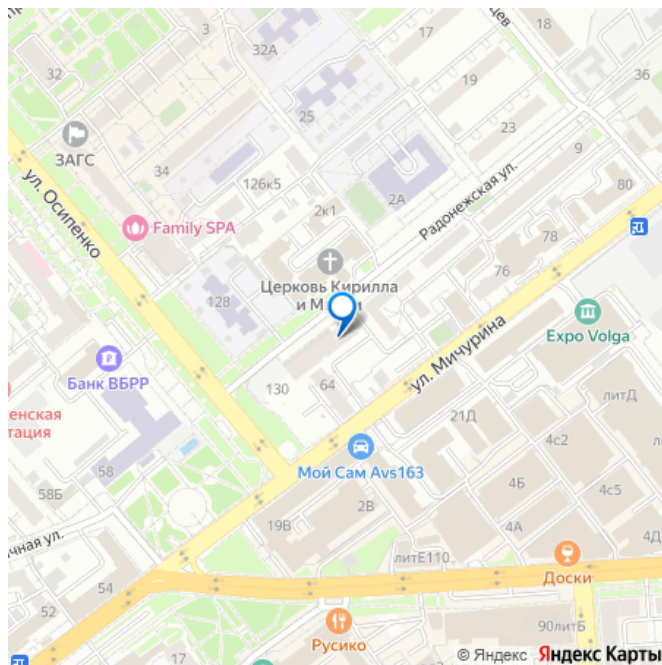 17
3
32А
32
19
36
25
23
ЗАГС
34
9
126к5
2А
80
ул. Осипенко
2к1
Радонежская ул.
Family SPA
78
76
Церковь Кирилла
128
Expo Volga
Банк ВБРР
ул. Мичурина
130
64
литД
енская
тация
21Д
4с2
58
Мой Сам Avs163
4Б
4с5
58Б
2В
19В
4А
4Д
чная ул.
литЕ110
54
Доски
52
Русико
90литБ
© Яндекс Яндекс Карты